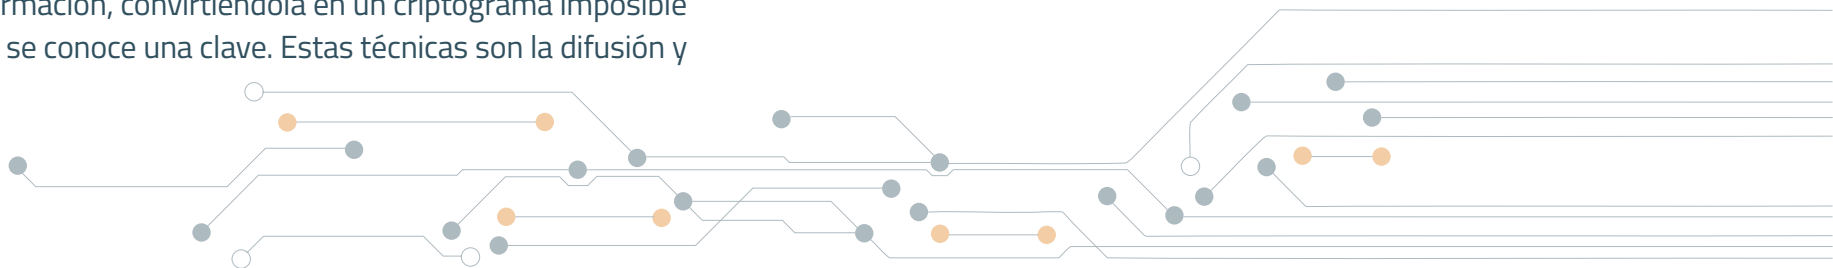 rmación, convirtiéndola en un criptograma imposible
se conoce una clave. Estas técnicas son la difusión y